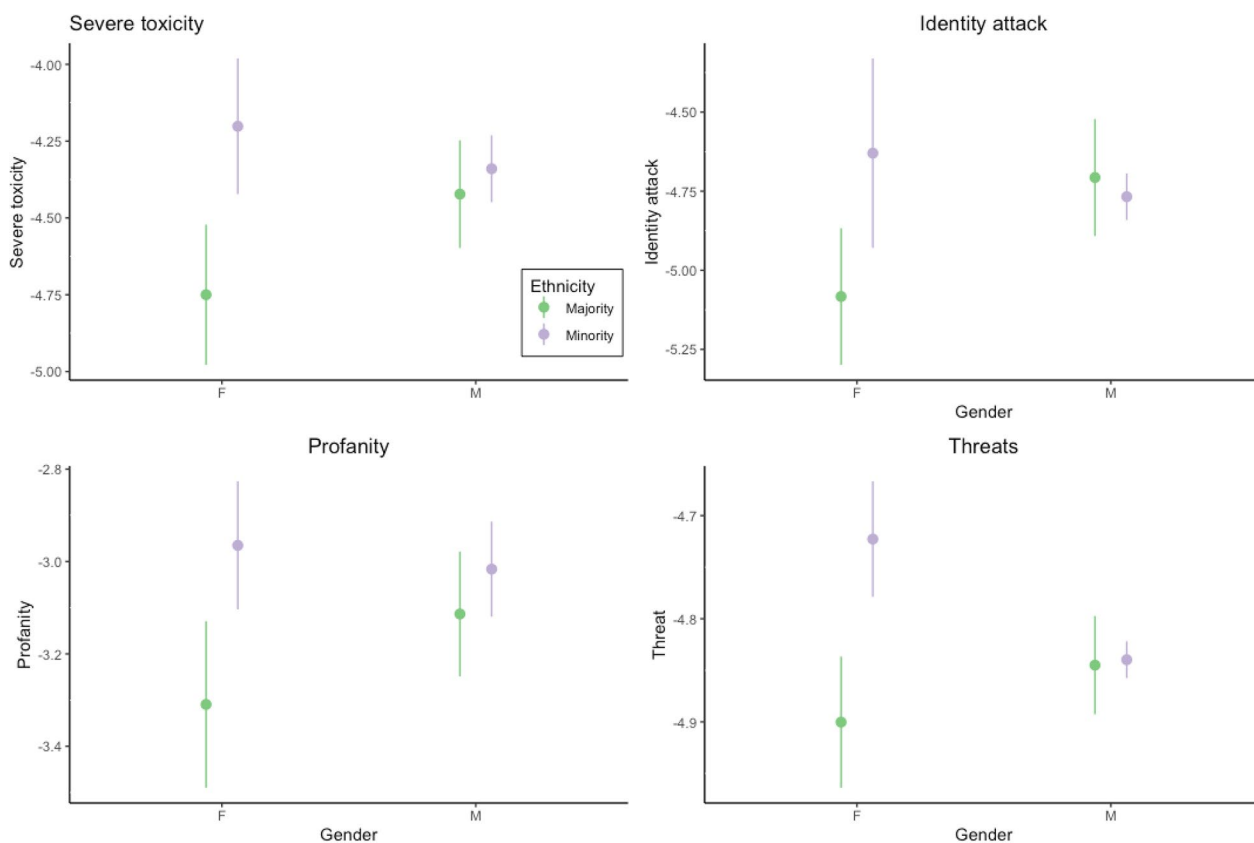 Severe toxicity
Severe toxicity
-4.00
-4.25
-4.50
-4.75
-5.00
F
M
Ethnicity
Majority
Minority
Identity attack
Identity attack
-4.50
-4.75
-5.00
-5.25
F
M
Gender
Profanity
Profanity
-2.8
-3.0
-3.2
-3.4
F
M
Gender
Threats
Threat
-4.7
-4.8
-4.9
F
M
Gender